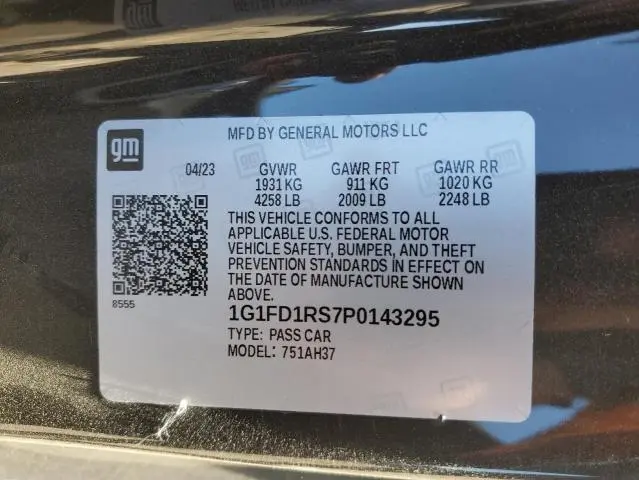 MFD BY GENERAL MOTORS LLC
gm
04/23 GVWR GAWR FRT GAWR RR
1931 KG 911 KG 1020 KG
4258 LB 2009 LB 2248 LB
THIS VEHICLE CONFORMS TO ALL
APPLICABLE U.S. FEDERAL MOTOR
VEHICLE SAFETY, BUMPER, AND THEFT
PREVENTION STANDARDS IN EFFECT ON
THE DATE OF MANUFACTURE SHOWN
ABOVE.
8555
1G1FD1RS7P0143295
TYPE: PASS CAR
MODEL: 751AH37